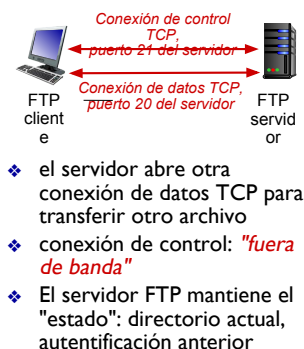 Conexión de control
TCP,
puerto 21 del servidor
Conexión de datos TCP,
puerto 20 del servidor
FTP
client
e
FTP
servid
or
el servidor abre otra
conexión de datos TCP para
transferir otro archivo
conexión de control: "fuera
de banda"
El servidor FTP mantiene el
"estado": directorio actual,
autentificación anterior